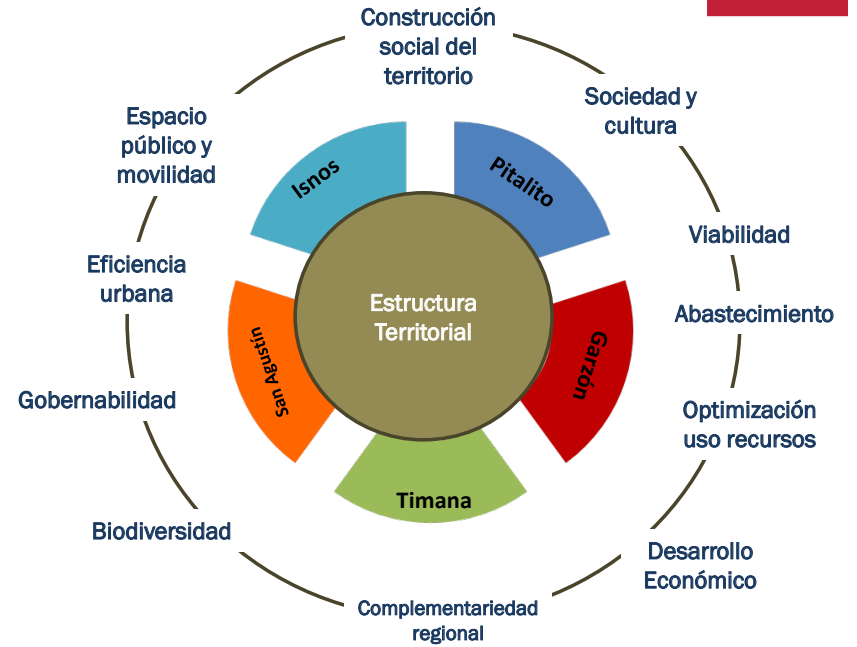 Construcción
social del
territorio
Sociedad y
cultura
Viabilidad
Abastecimiento
Optimización
uso recursos
Desarrollo
Económico
Complementariedad
regional
Biodiversidad
Gobernabilidad
Eficiencia
urbana
Espacio
público y
movilidad
Isnos
Pitalito
Garzón
Timana
San Agustín
Estructura
Territorial